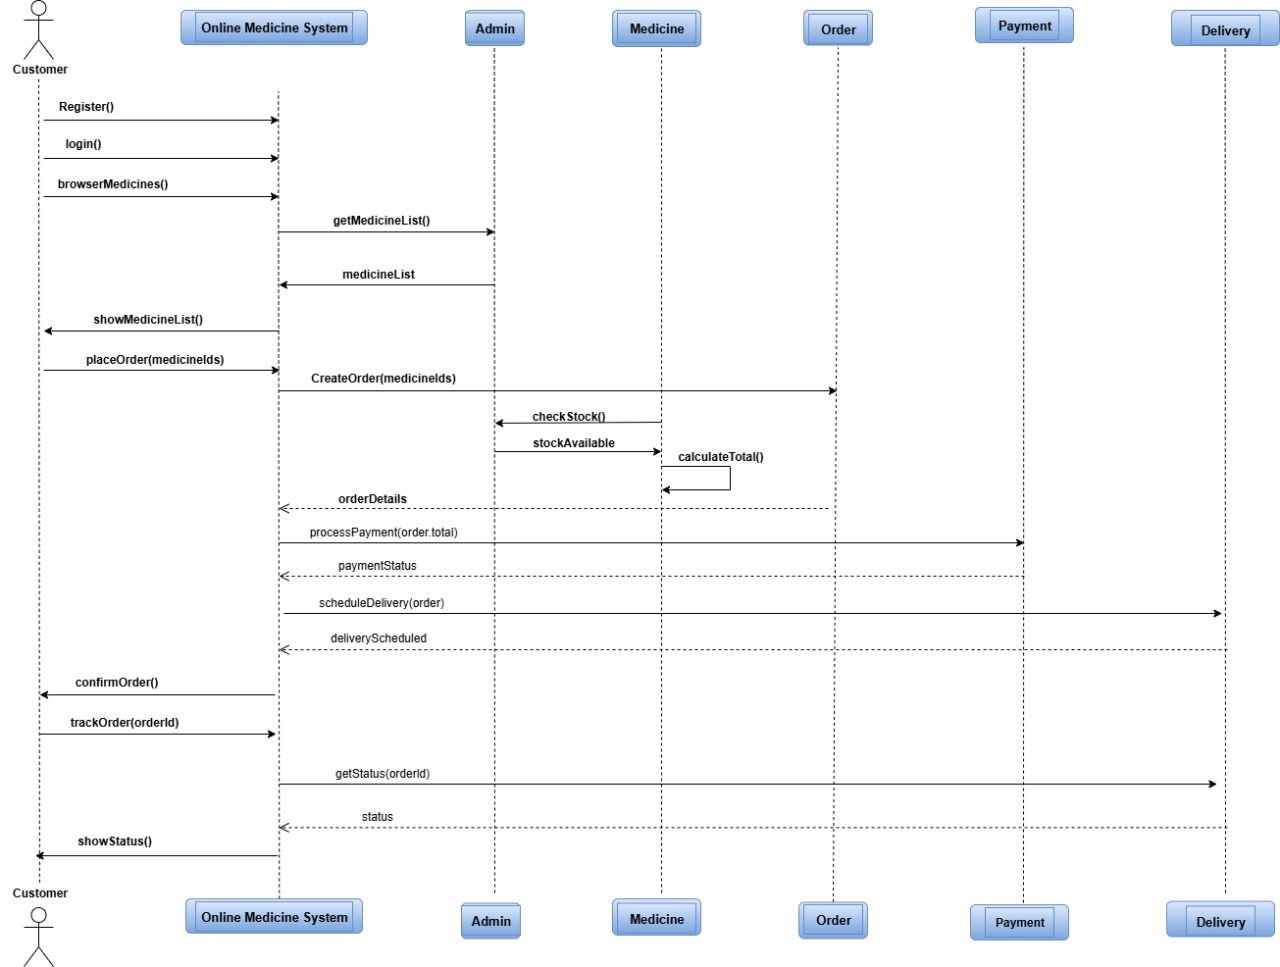 Online Medicine System
Admin
Medicine
Order
Payment
Delivery
Customer
Register()
login()
browserMedicines()
getMedicineList()
medicineList
showMedicineList()
placeOrder(medicineIds)
CreateOrder(medicineIds)
checkStock()
stockAvailable
calculateTotal()
orderDetails
processPayment(order.total)
paymentStatus
scheduleDelivery(order)
deliveryScheduled
confirmOrder()
trackOrder(orderId)
getStatus(orderId)
status
showStatus()
Customer
Online Medicine System
Admin
Medicine
Order
Payment
Delivery